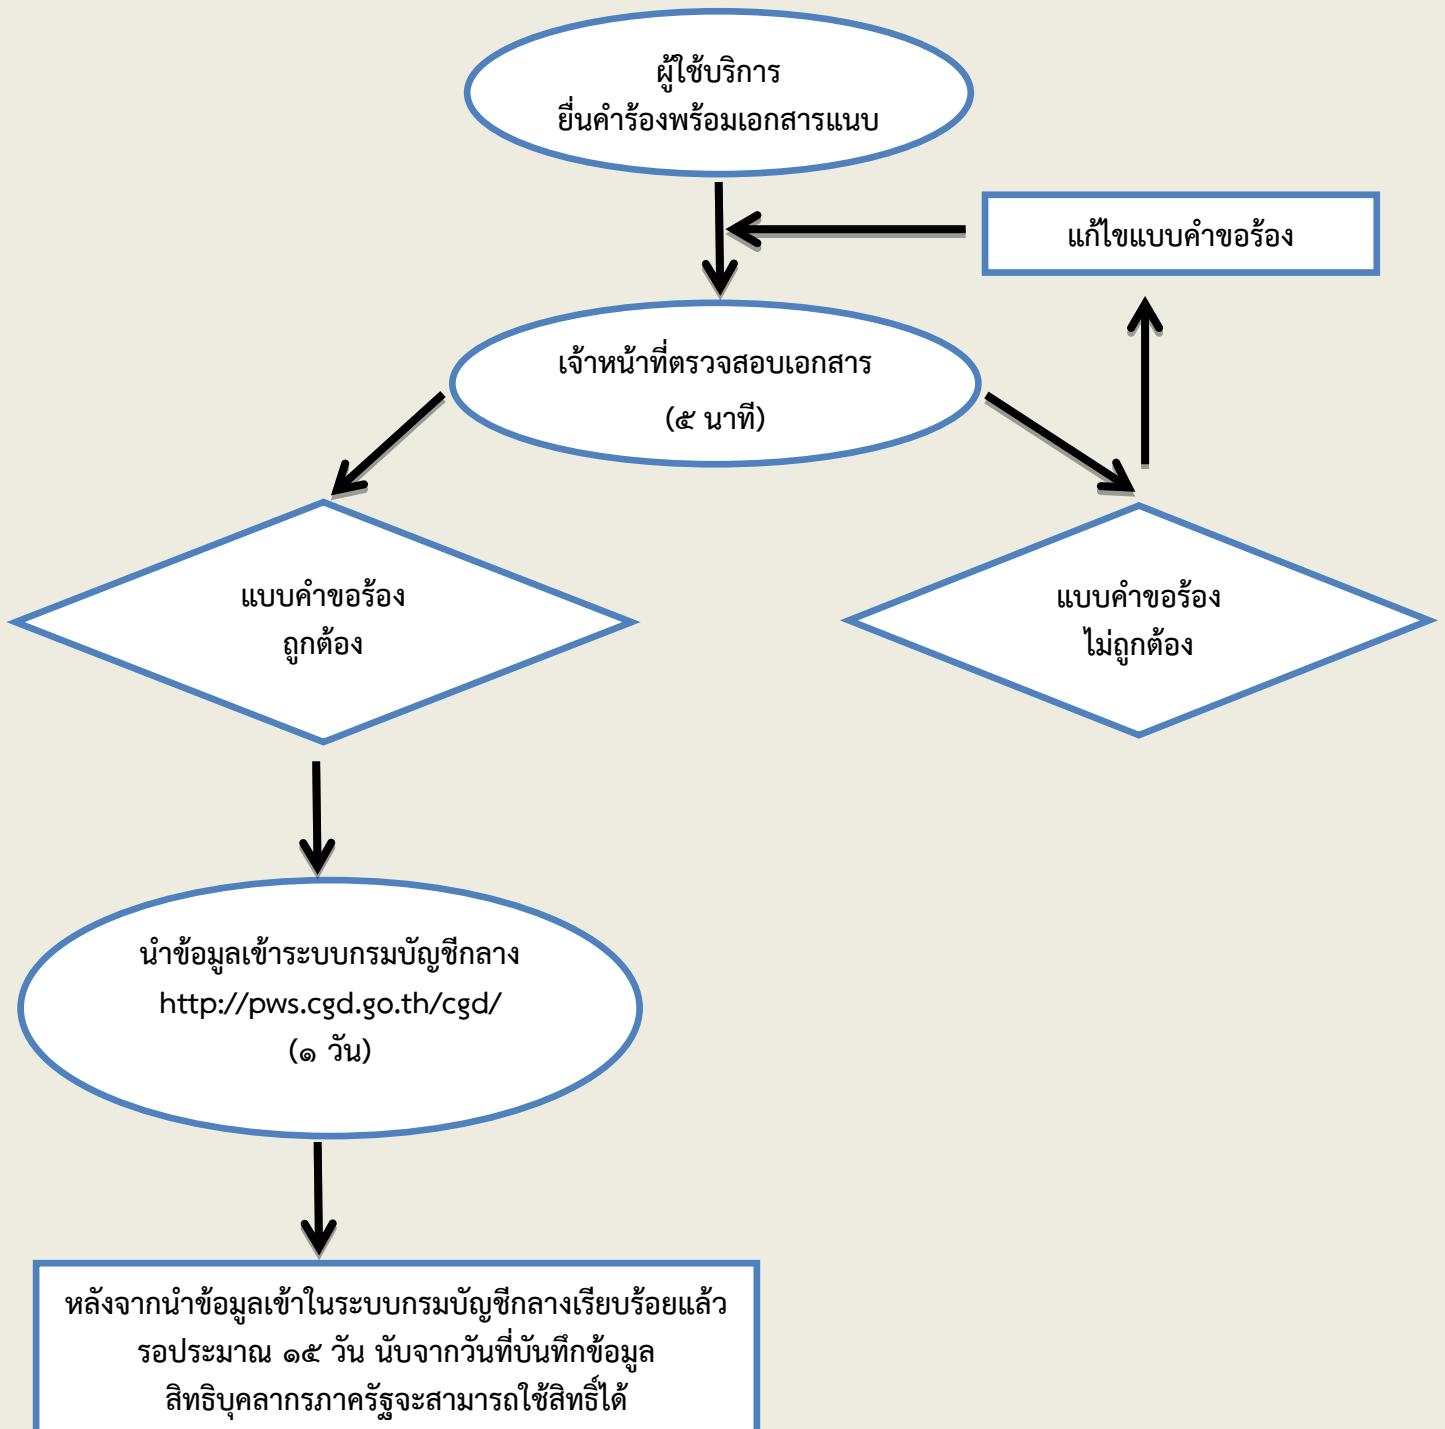 ผู้ใช้บริการ
ยื่นคำร้องพร้อมเอกสารแนบ
แก้ไขแบบคำขอร้อง
เจ้าหน้าที่ตรวจสอบเอกสาร
(๕ นาที)
แบบคำขอร้อง
ถูกต้อง
แบบคำขอร้อง
ไม่ถูกต้อง
นำข้อมูลเข้าระบบกรมบัญชีกลาง
http://pws.cgd.go.th/cgd/
(๑ วัน)
หลังจากนำข้อมูลเข้าในระบบกรมบัญชีกลางเรียบร้อยแล้ว
รอประมาณ ๑๕ วัน นับจากวันที่บันทึกข้อมูล
สิทธิบุคลากรภาครัฐจะสามารถใช้สิทธิ์ได้